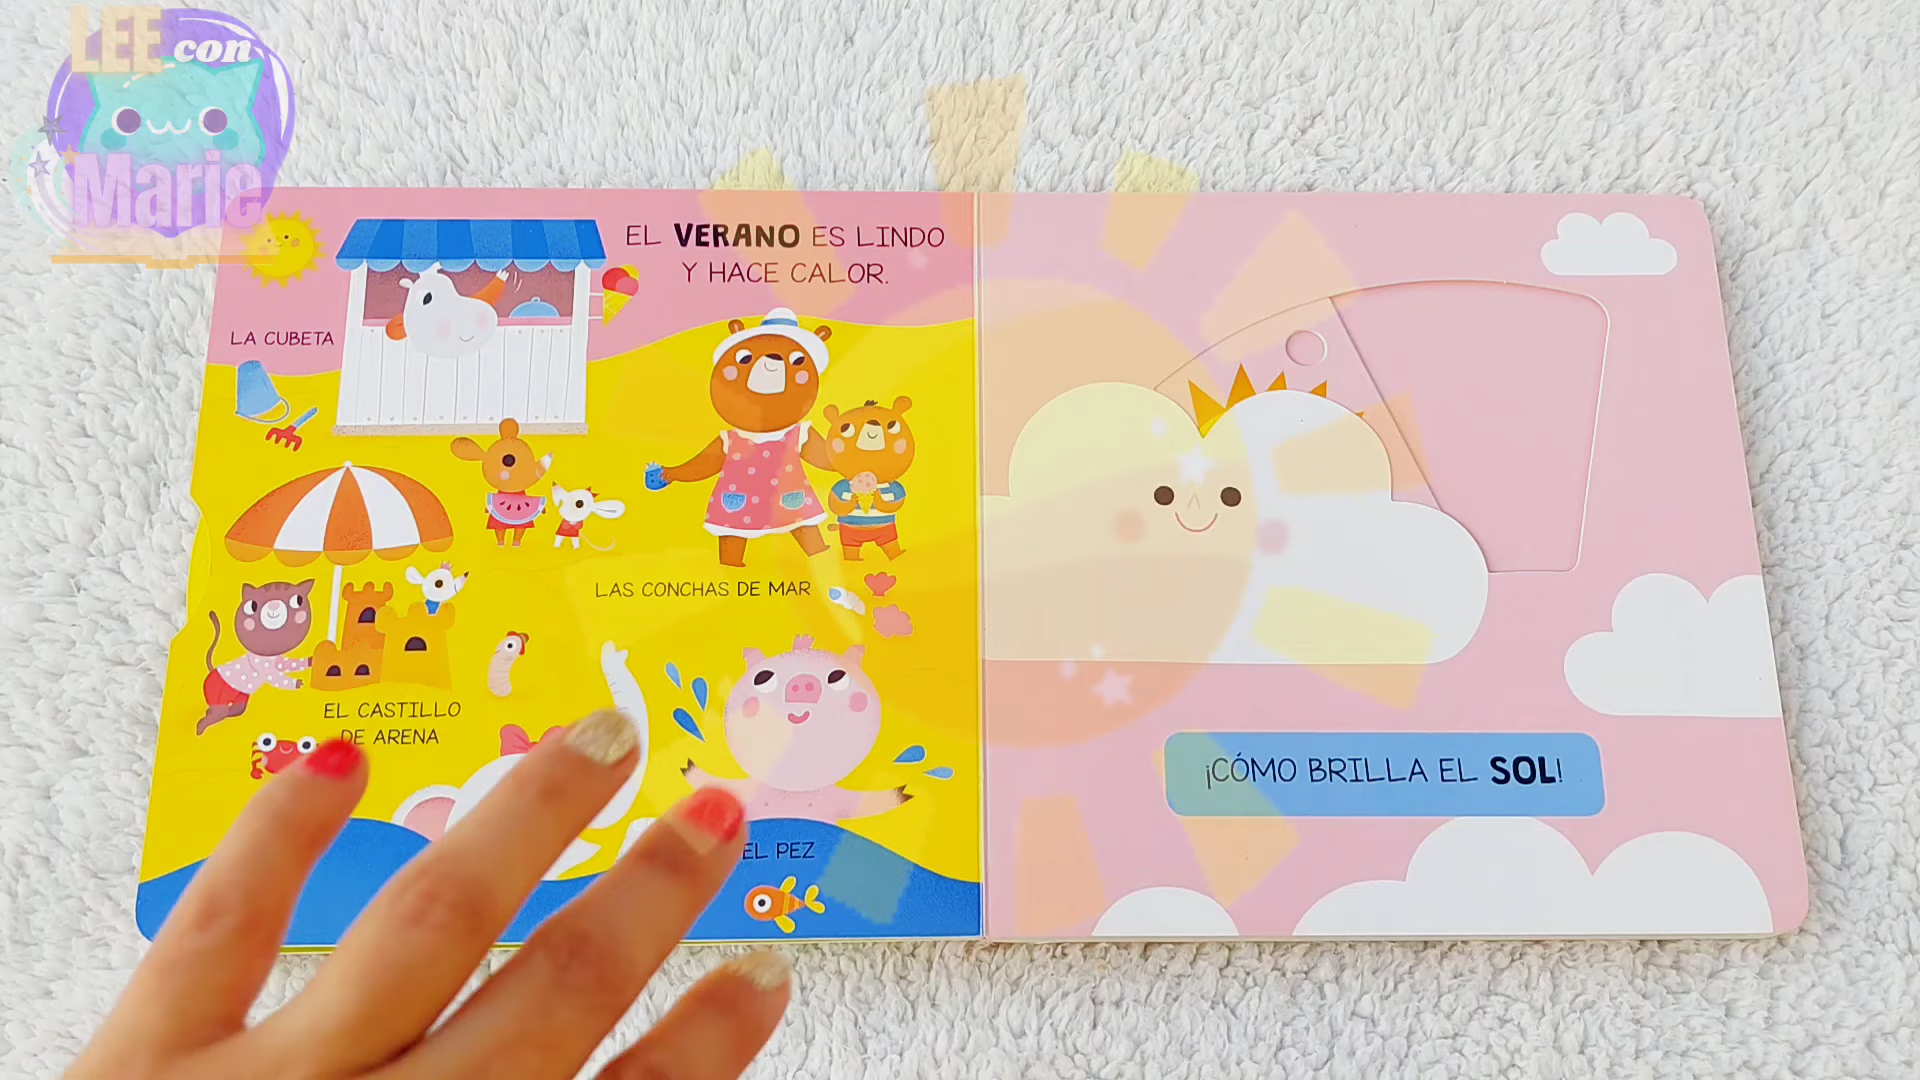 LEE con
Marie
EL VERANO ES LINDO
Y HACE CALOR.
LA CUBETA
LAS CONCHAS DE MAR
EL CASTILLO
DE ARENA
EL PEZ
¡CÓMO BRILLA EL SOL!